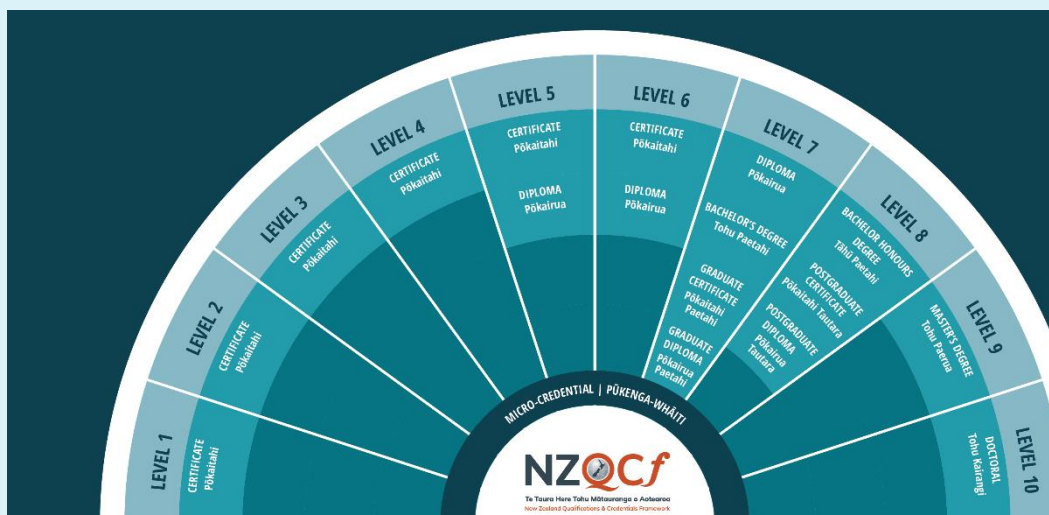 LEVEL 1
CERTIFICATE
Pōkaitahi
LEVEL 2
CERTIFICATE
Pōkaitahi
LEVEL 3
CERTIFICATE
Pōkaitahi
LEVEL 4
CERTIFICATE
Pōkaitahi
LEVEL 5
CERTIFICATE
Pōkaitahi
DIPLOMA
Pōkairua
LEVEL 6
CERTIFICATE
Pōkaitahi
DIPLOMA
Pōkairua
LEVEL 7
DIPLOMA
Pōkairua
BACHELOR'S DEGREE
Tohu Paetahi
GRADUATE
CERTIFICATE
Pōkaitahi
Paetahi
GRADUATE
DIPLOMA
Pōkairua
Paetahi
LEVEL 8
BACHELOR HONOURS
DEGREE
Tāhū Paetahi
POSTGRADUATE
CERTIFICATE
Pōkaitahi Tautara
POSTGRADUATE
DIPLOMA
Pōkairua
Tautara
LEVEL 9
MASTER'S DEGREE
Tohu Paerua
LEVEL 10
DOCTORAL
Tohu Kairangi
MICRO-CREDENTIAL | PŪKENGA-WHĀITI
NZQCf
Te Taura Here Tohu Mātauranga o Aotearoa
New Zealand Qualifications & Credentials Framework